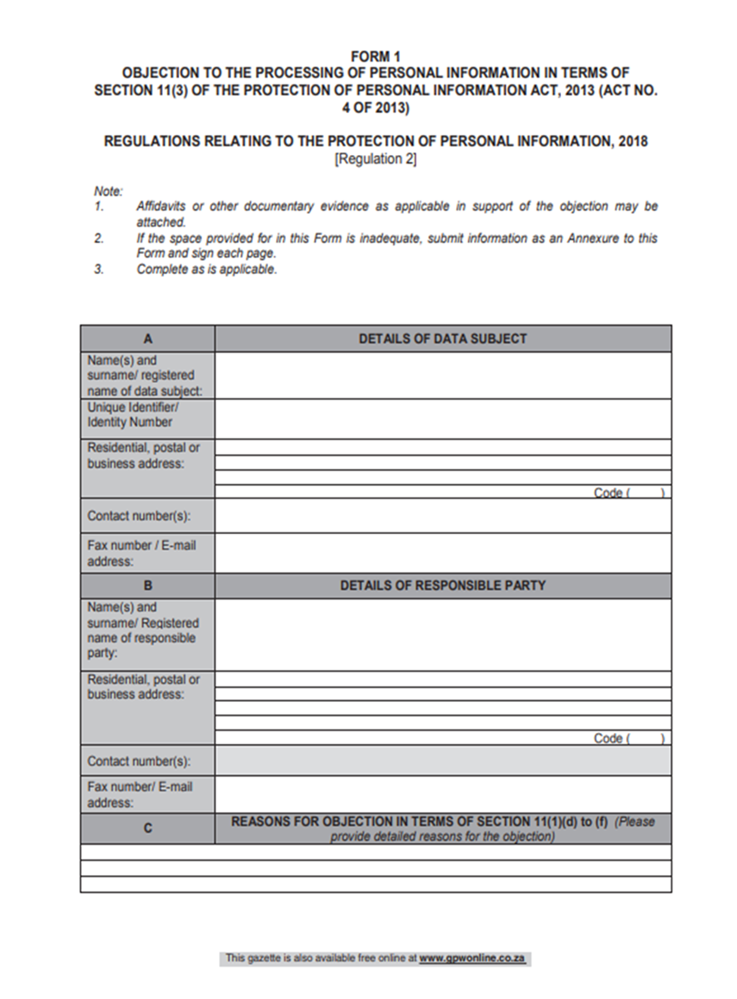 FORM 1
OBJECTION TO THE PROCESSING OF PERSONAL INFORMATION IN TERMS OF
SECTION 11(3) OF THE PROTECTION OF PERSONAL INFORMATION ACT, 2013 (ACT NO.
4 OF 2013)
REGULATIONS RELATING TO THE PROTECTION OF PERSONAL INFORMATION, 2018
[Regulation 2]
Note:
1. Affidavits or other documentary evidence as applicable in support of the objection may be
attached.
2. If the space provided for in this Form is inadequate, submit information as an Annexure to this
Form and sign each page.
3. Complete as is applicable.
A DETAILS OF DATA SUBJECT
Name(s) and
surname/ registered
name of data subject:
Unique Identifier/
Identity Number
Residential, postal or
business address:
Code ( )
Contact number(s):
Fax number / E-mail
address:
B DETAILS OF RESPONSIBLE PARTY
Name(s) and
surname/ Registered
name of responsible
party:
Residential, postal or
business address:
Code ( )
Contact number(s):
Fax number/ E-mail
address:
C REASONS FOR OBJECTION IN TERMS OF SECTION 11(1)(d) to (f) (Please
provide detailed reasons for the objection)
This gazette is also available free online at www.gpwonline.co.za